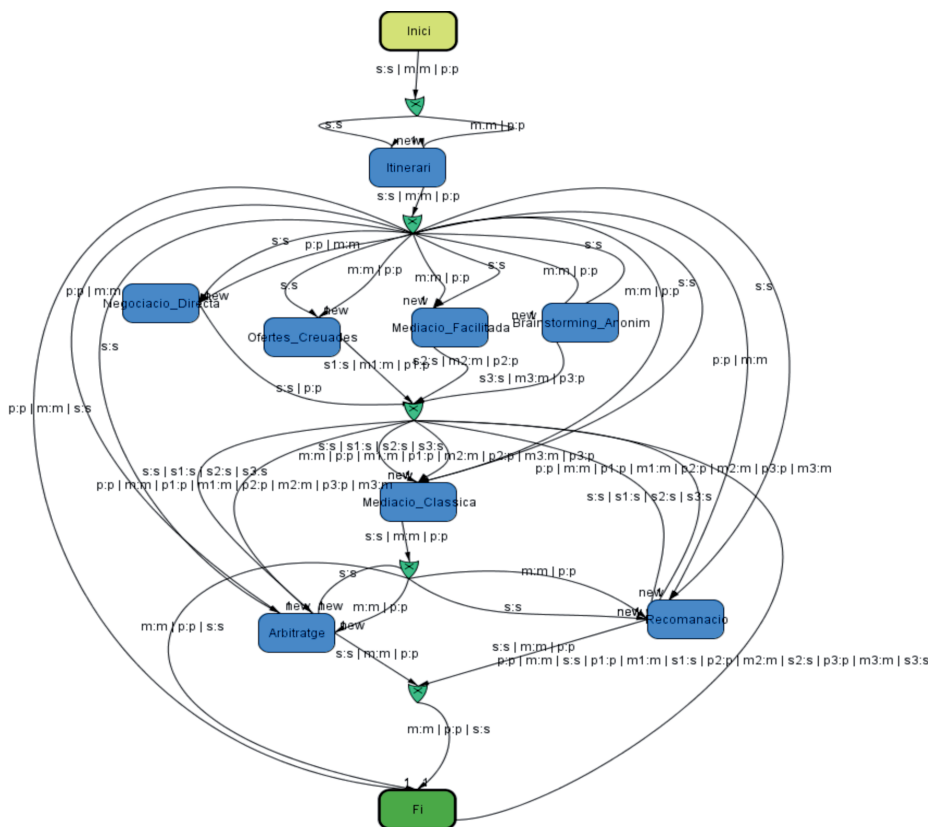 Inici
s:s | m:m | p:p
s:s
m:m | p:p
new
Itinerari
s:s | m:m | p:p
s:s
p:p | m:m
s:s
m:m | p:p
m:m | p:p
s:s
m:m | p:p
s:s
m:m | p:p
s:s
s:s
p:p | m:m
Negociacio_Directa
new
Ofertes_Creuades
new
Mediacio_Facilitada
new
Brainstorming_Anonim
new
s:s
p:p | m:m
s1:s | m1:m | p1:p
s2:s | m2:m | p2:p
s3:s | m3:m | p3:p
s:s | p:p
p:p | m:m | s:s
s:s | s1:s | s2:s | s3:s
m:m | p:p | m1:m | p1:p | m2:m | p2:p | m3:m | p3:p
s:s | s1:s | s2:s | s3:s
p:p | m:m | p1:p | m1:m | p2:p | m2:m | p3:p | m3:m
p:p | m:m | p1:p | m1:m | p2:p | m2:m | p3:p | m3:m
s:s | s1:s | s2:s | s3:s
new
Mediacio_Classica
s:s | m:m | p:p
s:s
m:m | p:p
m:m | p:p
s:s
new
new
new
new
new
Arbitratge
Recomanacio
m:m | p:p | s:s
s:s | m:m | p:p
s:s | m:m | p:p
p:p | m:m | s:s | p1:p | m1:m | s1:s | p2:p | m2:m | s2:s | p3:p | m3:m | s3:s
m:m | p:p | s:s
1
1
Fi